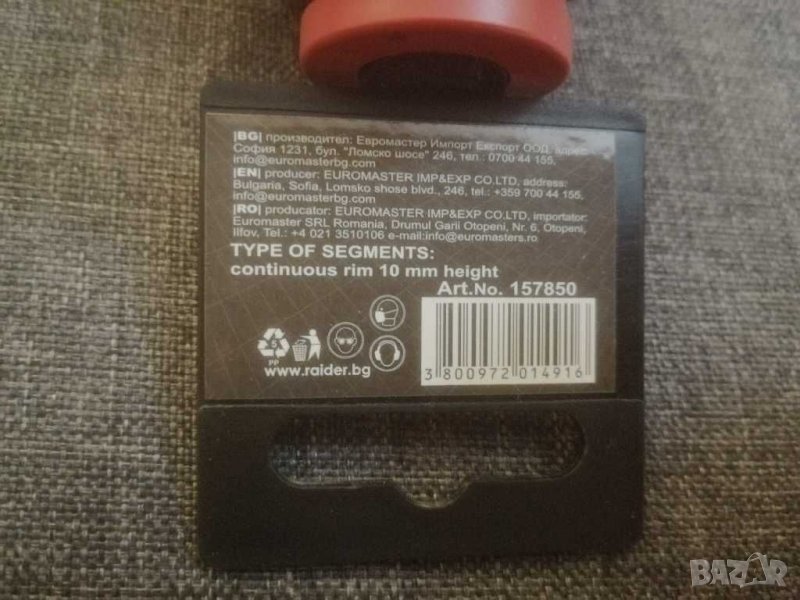 |BG| производител: Евромастер Импорт Експорт ООД, адрес:
София 1231, бул. "Ломско шосе" 246, тел.: 0700 44 155,
info@euromasterbg.com
|EN| producer: EUROMASTER IMP&EXP CO.LTD, address:
Bulgaria, Sofia, Lomsko shose blvd., 246, tel.: +359 700 44 155,
info@euromasterbg.com
|RO| producator: EUROMASTER IMP&EXP CO.LTD, importator:
Euromaster SRL Romania, Drumul Garii Otopeni, Nr. 6, Otopeni,
ilfov, Tel.: +4 021 3510106 e-mail:info@euromasters.ro
TYPE OF SEGMENTS:
continuous rim 10 mm height
Art.No. 157850
5
PP
www.raider.bg
3 800972 014916
BAZAR